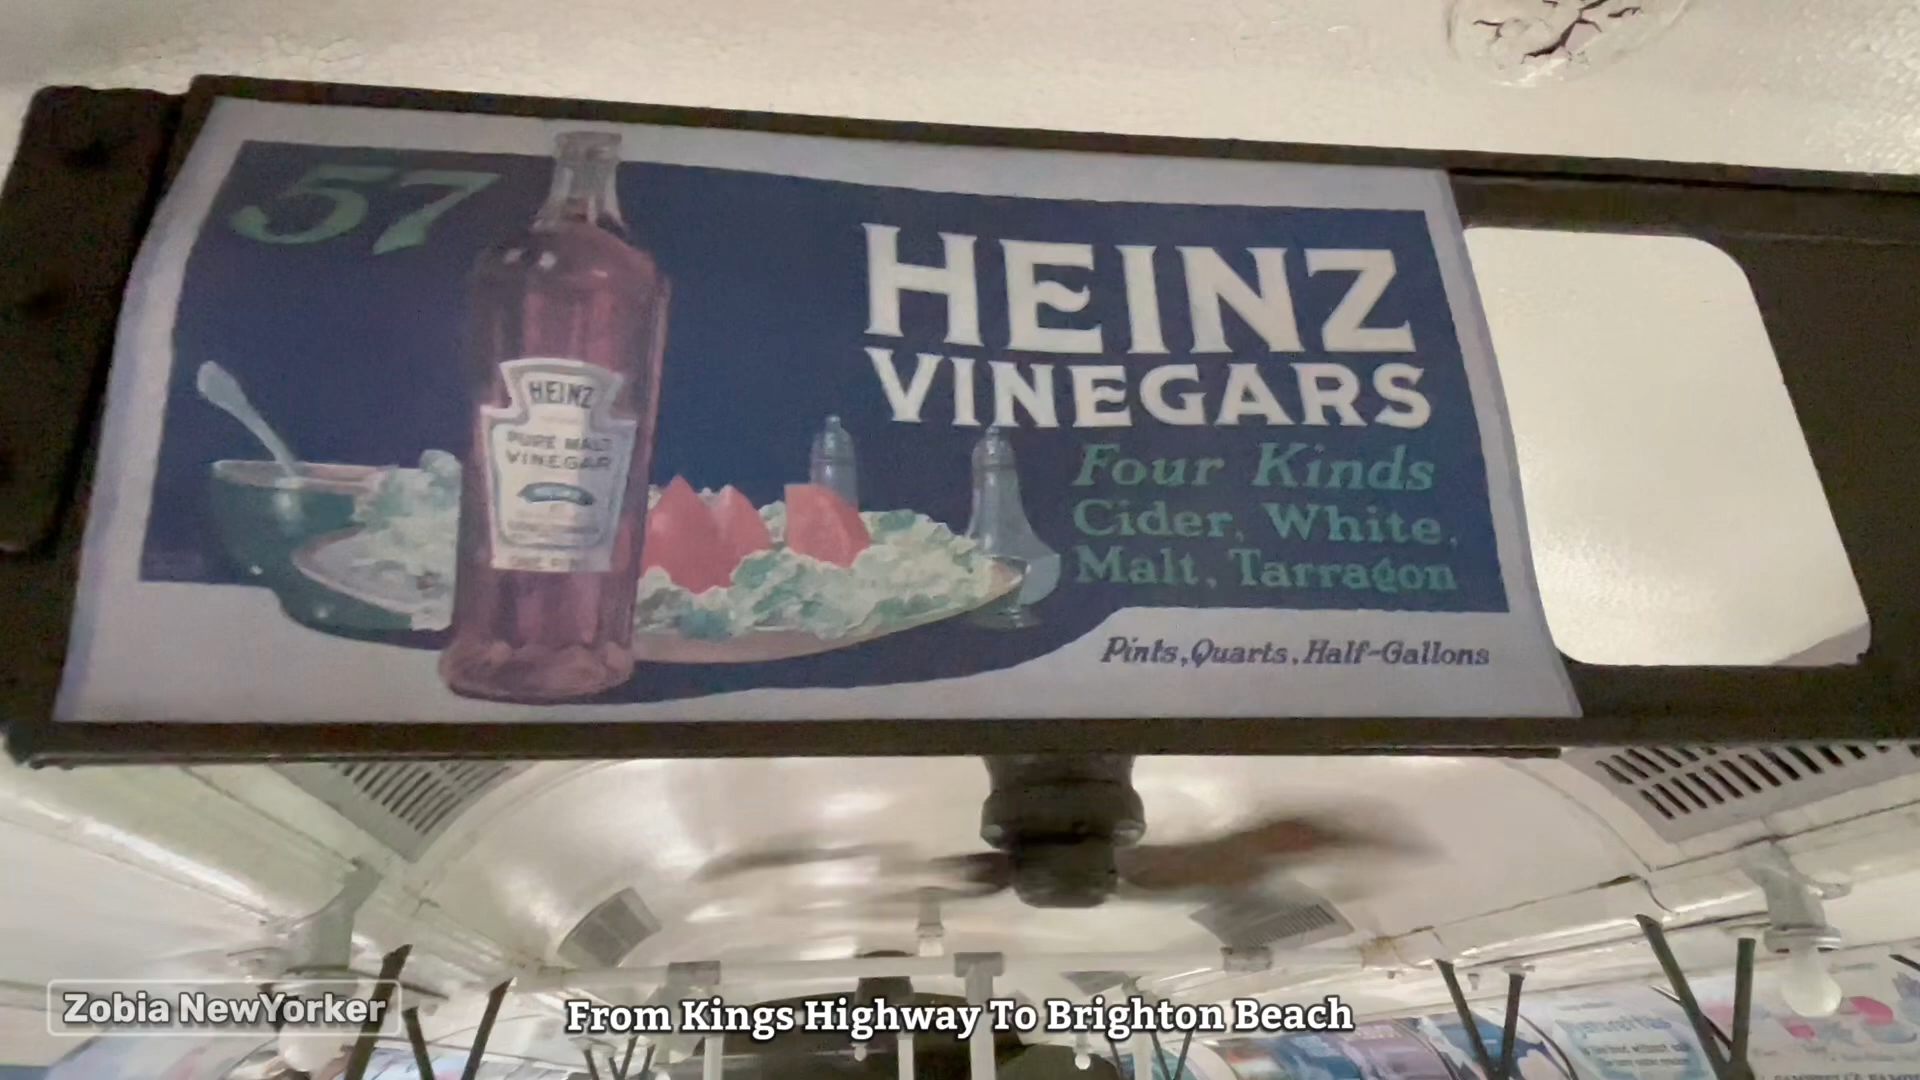 57
HEINZ
VINEGARS
HEINZ
PURE MALT
VINEGAR
Four Kinds
Cider, White,
Malt, Tarragon
Pints, Quarts, Half-Gallons
Zobia NewYorker
From Kings Highway To Brighton Beach